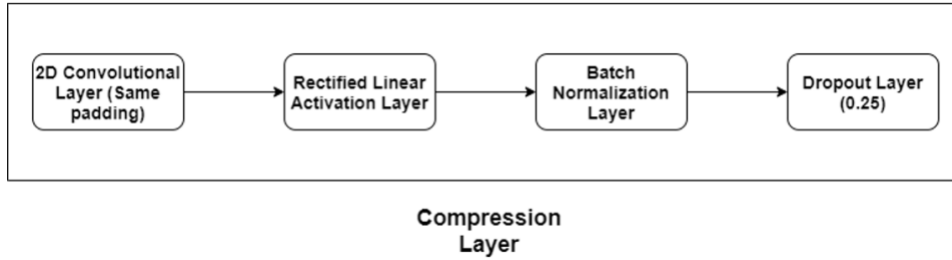 2D Convolutional
Layer (Same
padding)
Rectified Linear
Activation Layer
Batch
Normalization
Layer
Dropout Layer
(0.25)
Compression
Layer